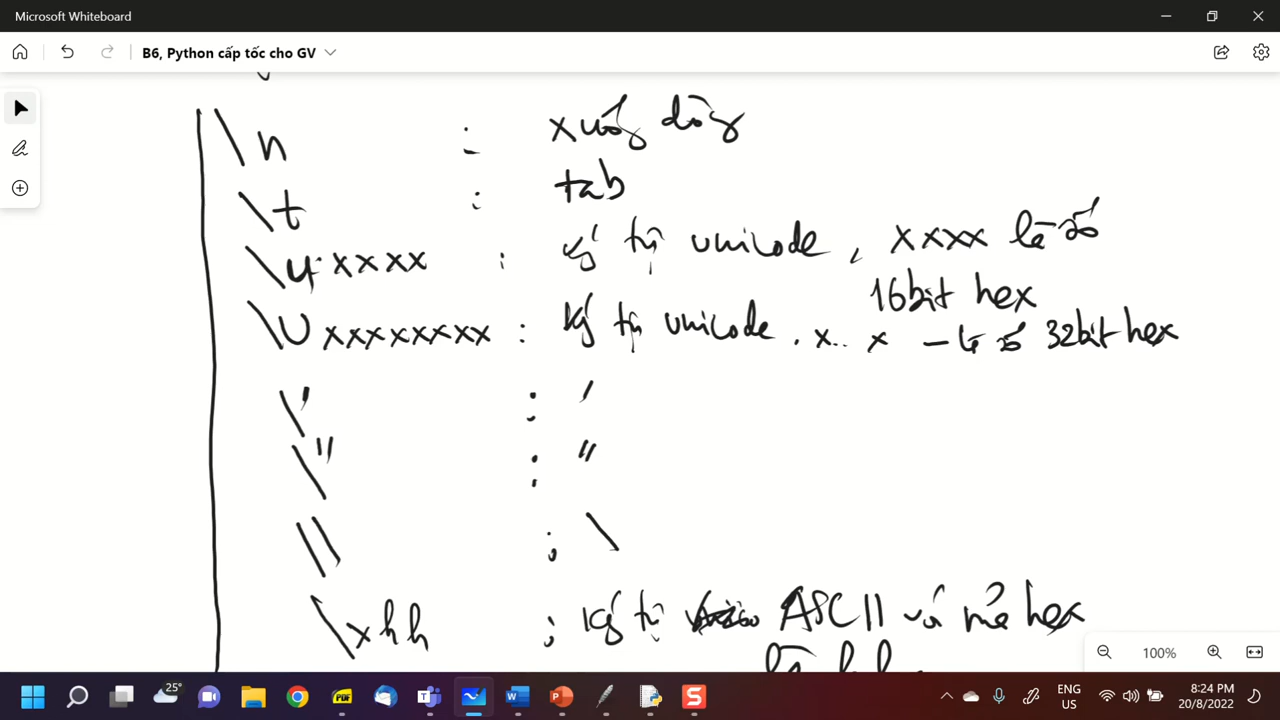 Microsoft Whiteboard
B6, Python cấp tốc cho GV
\n : xuống dòng
\t : tab
\uxxxx : ký tự unicode, xxxx là số
16bit hex
\Uxxxxxxxx : ký tự unicode, x.. x - là số 32bit hex
\' : '
\" : "
\\ : \
\xhh : ký tự ASCII với mã hex
là hh
100%
25°
ENG
US
8:24 PM
20/8/2022